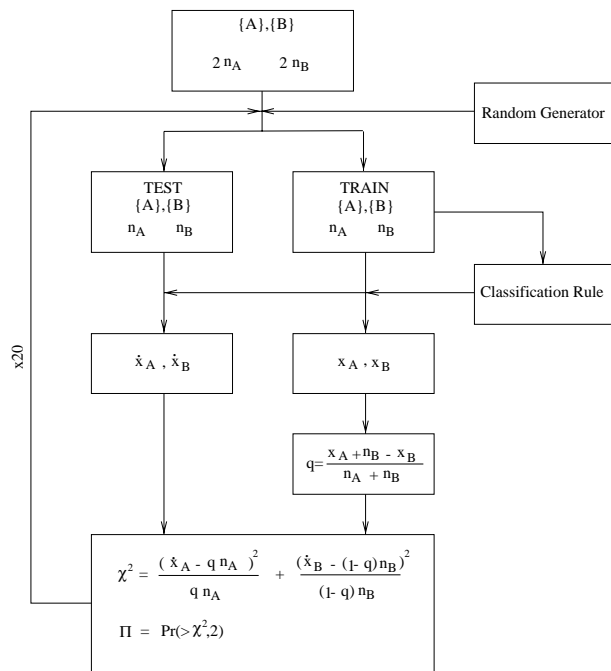 {A},{B}
2 n_A 2 n_B
Random Generator
TEST
{A},{B}
n_A n_B
TRAIN
{A},{B}
n_A n_B
Classification Rule
x20
ẋ_A , ẋ_B
x_A , x_B
q= (x_A + n_B - x_B) / (n_A + n_B)
χ² = ( ẋ_A - q n_A )² / (q n_A) + (ẋ_B - (1- q) n_B)² / ((1- q) n_B)
Π = Pr(>χ²,2)